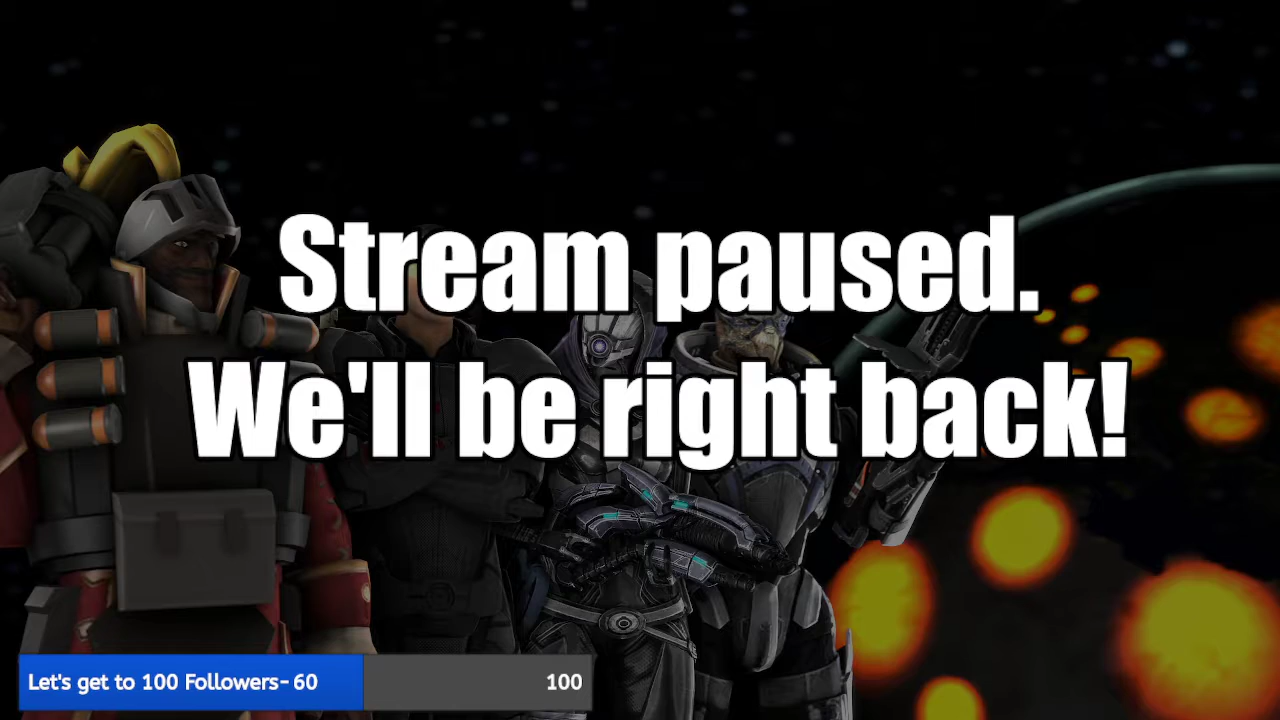 Stream paused.
We'll be right back!
Let's get to 100 Followers- 60 100